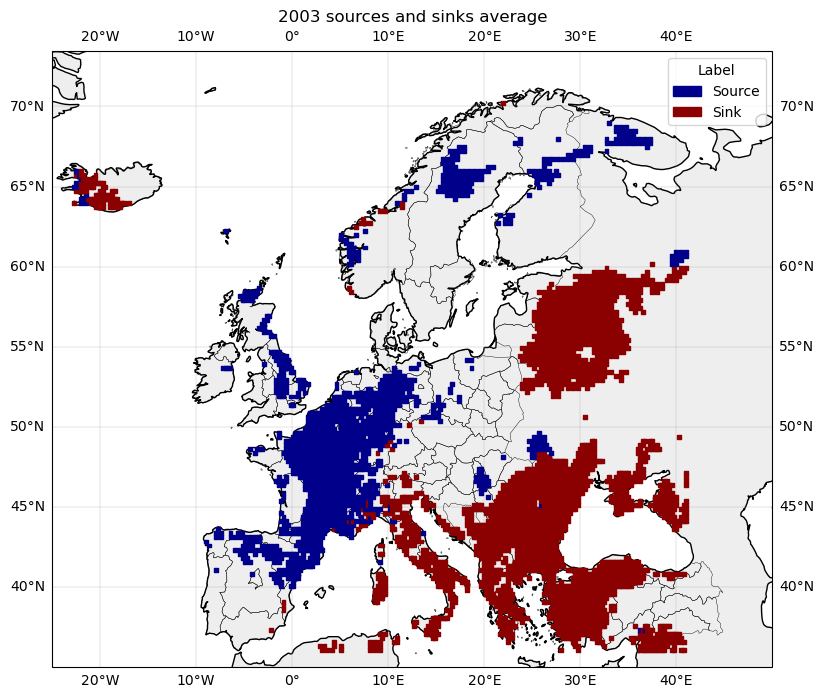 2003 sources and sinks average
20°W 10°W 0° 10°E 20°E 30°E 40°E
Label
Source
Sink
70°N 70°N
65°N 65°N
60°N 60°N
55°N 55°N
50°N 50°N
45°N 45°N
40°N 40°N
20°W 10°W 0° 10°E 20°E 30°E 40°E